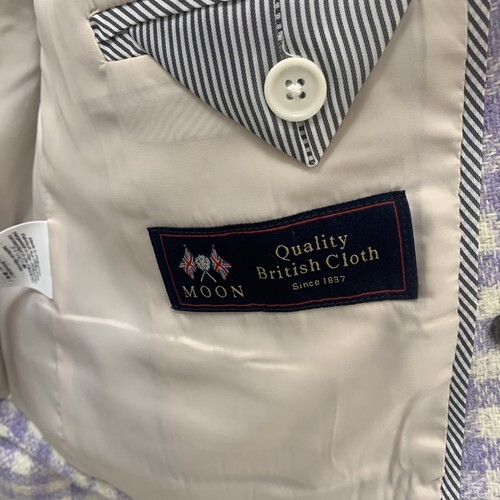 MOON
Quality
British Cloth
Since 1837